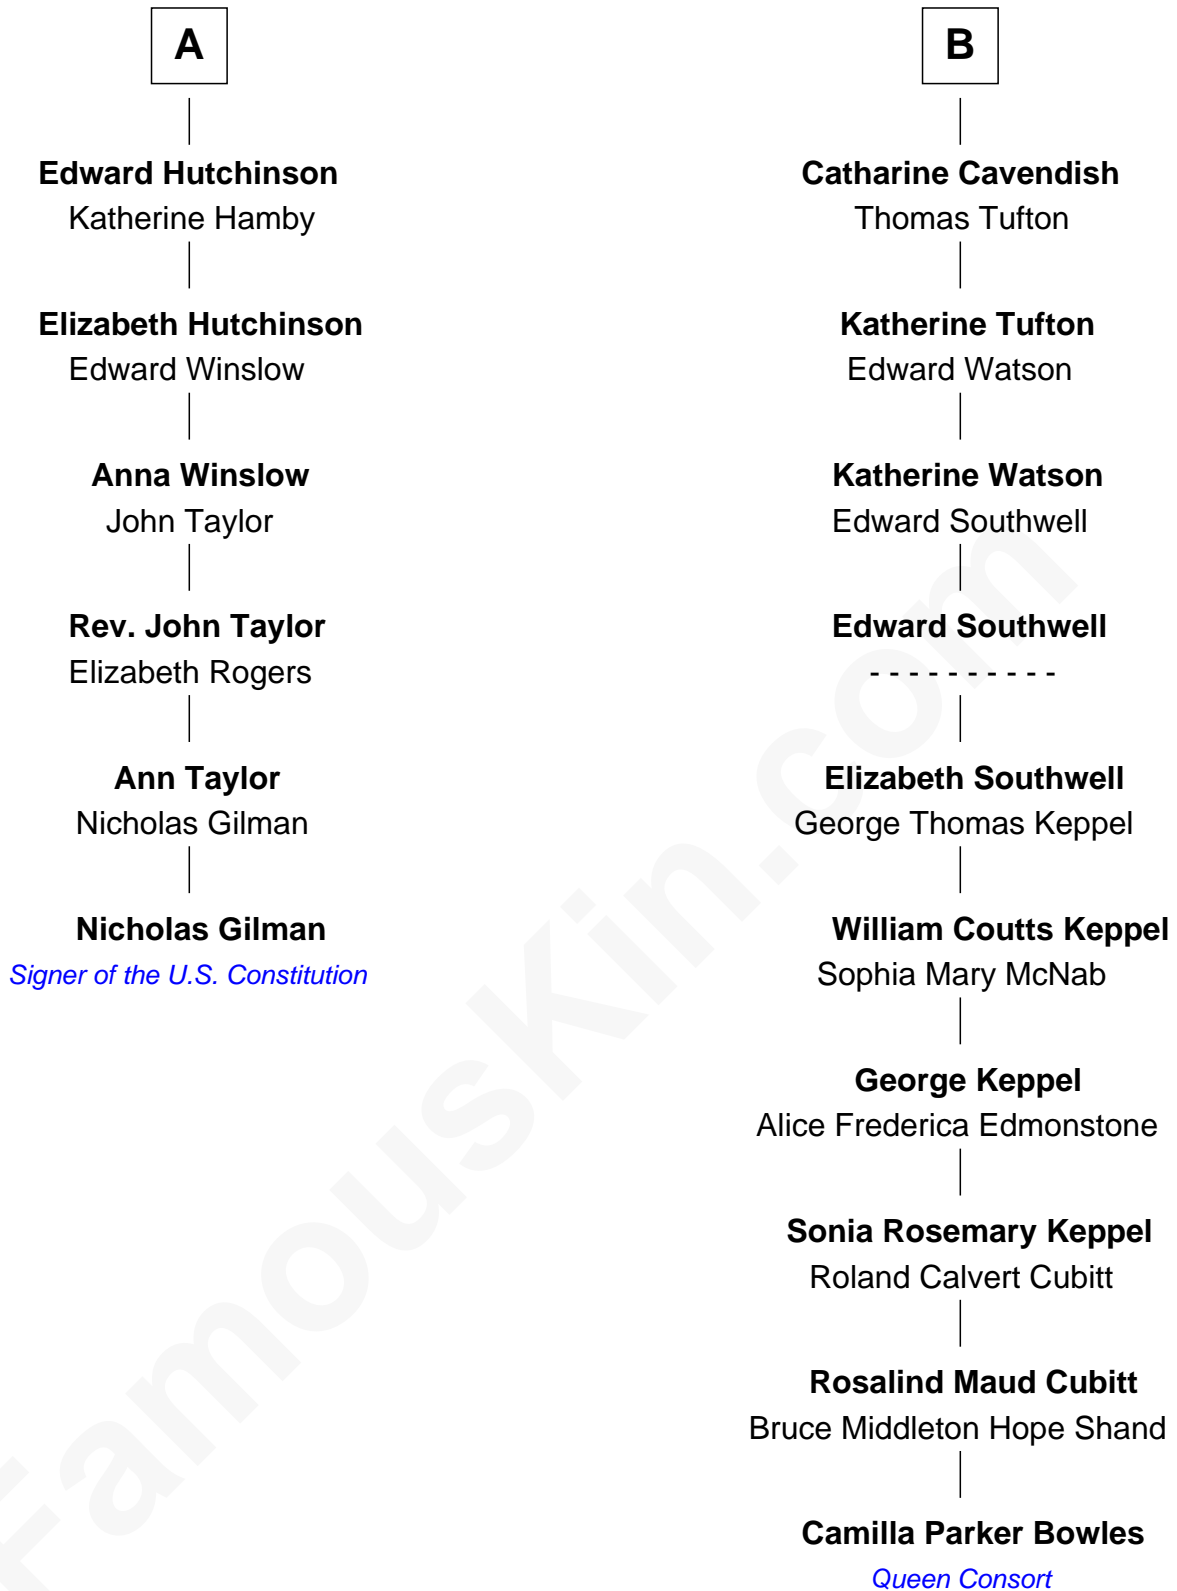 A
Edward Hutchinson
Katherine Hamby
Elizabeth Hutchinson
Edward Winslow
Anna Winslow
John Taylor
Rev. John Taylor
Elizabeth Rogers
Ann Taylor
Nicholas Gilman
Nicholas Gilman
Signer of the U.S. Constitution
B
Catharine Cavendish
Thomas Tufton
Katherine Tufton
Edward Watson
Katherine Watson
Edward Southwell
Edward Southwell
- - - - - - - - - -
Elizabeth Southwell
George Thomas Keppel
William Coutts Keppel
Sophia Mary McNab
George Keppel
Alice Frederica Edmonstone
Sonia Rosemary Keppel
Roland Calvert Cubitt
Rosalind Maud Cubitt
Bruce Middleton Hope Shand
Camilla Parker Bowles
Queen Consort
FamousKin.com